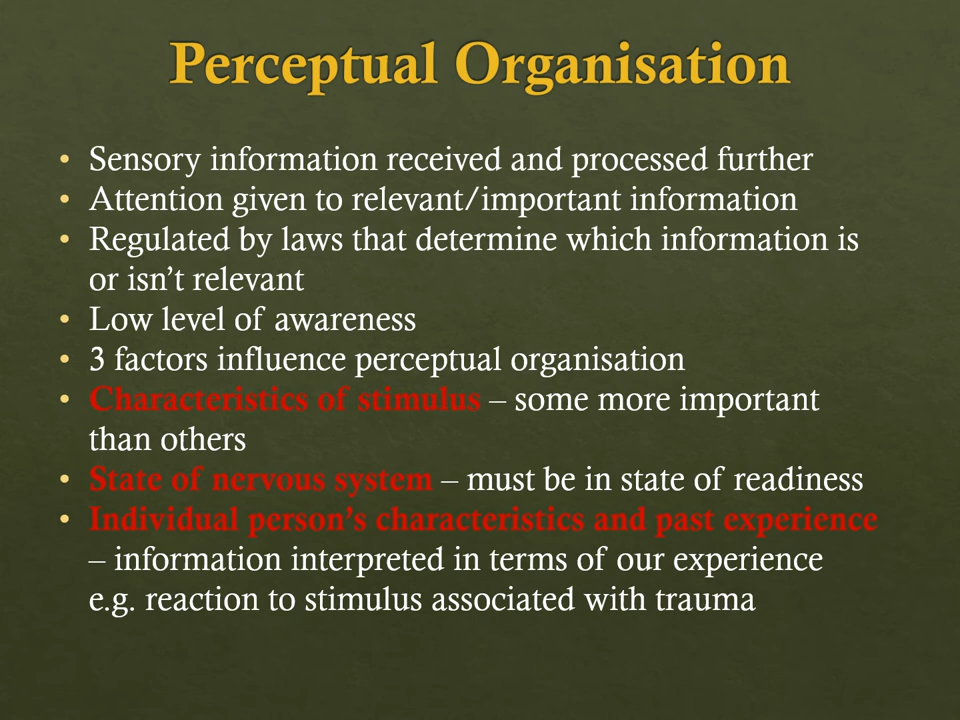 Perceptual Organisation
• Sensory information received and processed further
• Attention given to relevant/important information
• Regulated by laws that determine which information is
or isn’t relevant
• Low level of awareness
• 3 factors influence perceptual organisation
• Characteristics of stimulus – some more important
than others
• State of nervous system – must be in state of readiness
• Individual person’s characteristics and past experience
– information interpreted in terms of our experience
e.g. reaction to stimulus associated with trauma